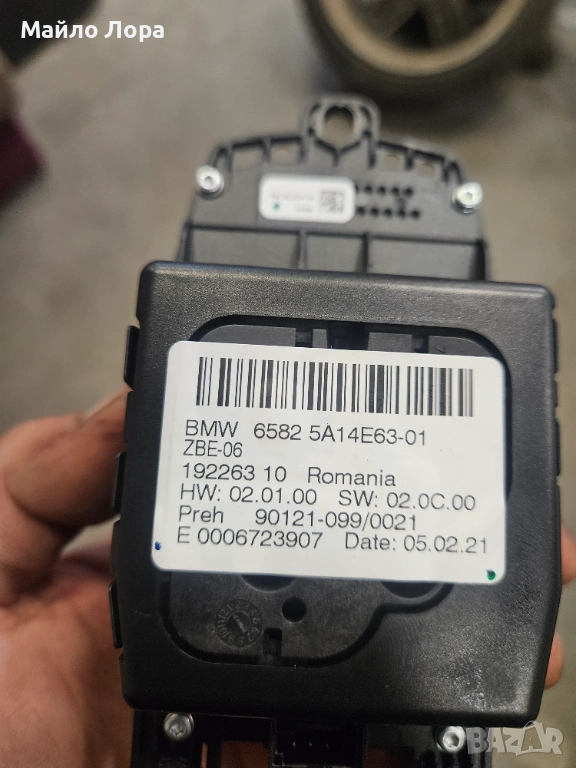 Майло Лора
BMW 6582 5A14E63-01
ZBE-06
192263 10 Romania
HW: 02.01.00 SW: 02.0C.00
Preh 90121-099/0021
E 0006723907 Date: 05.02.21
BAZAR